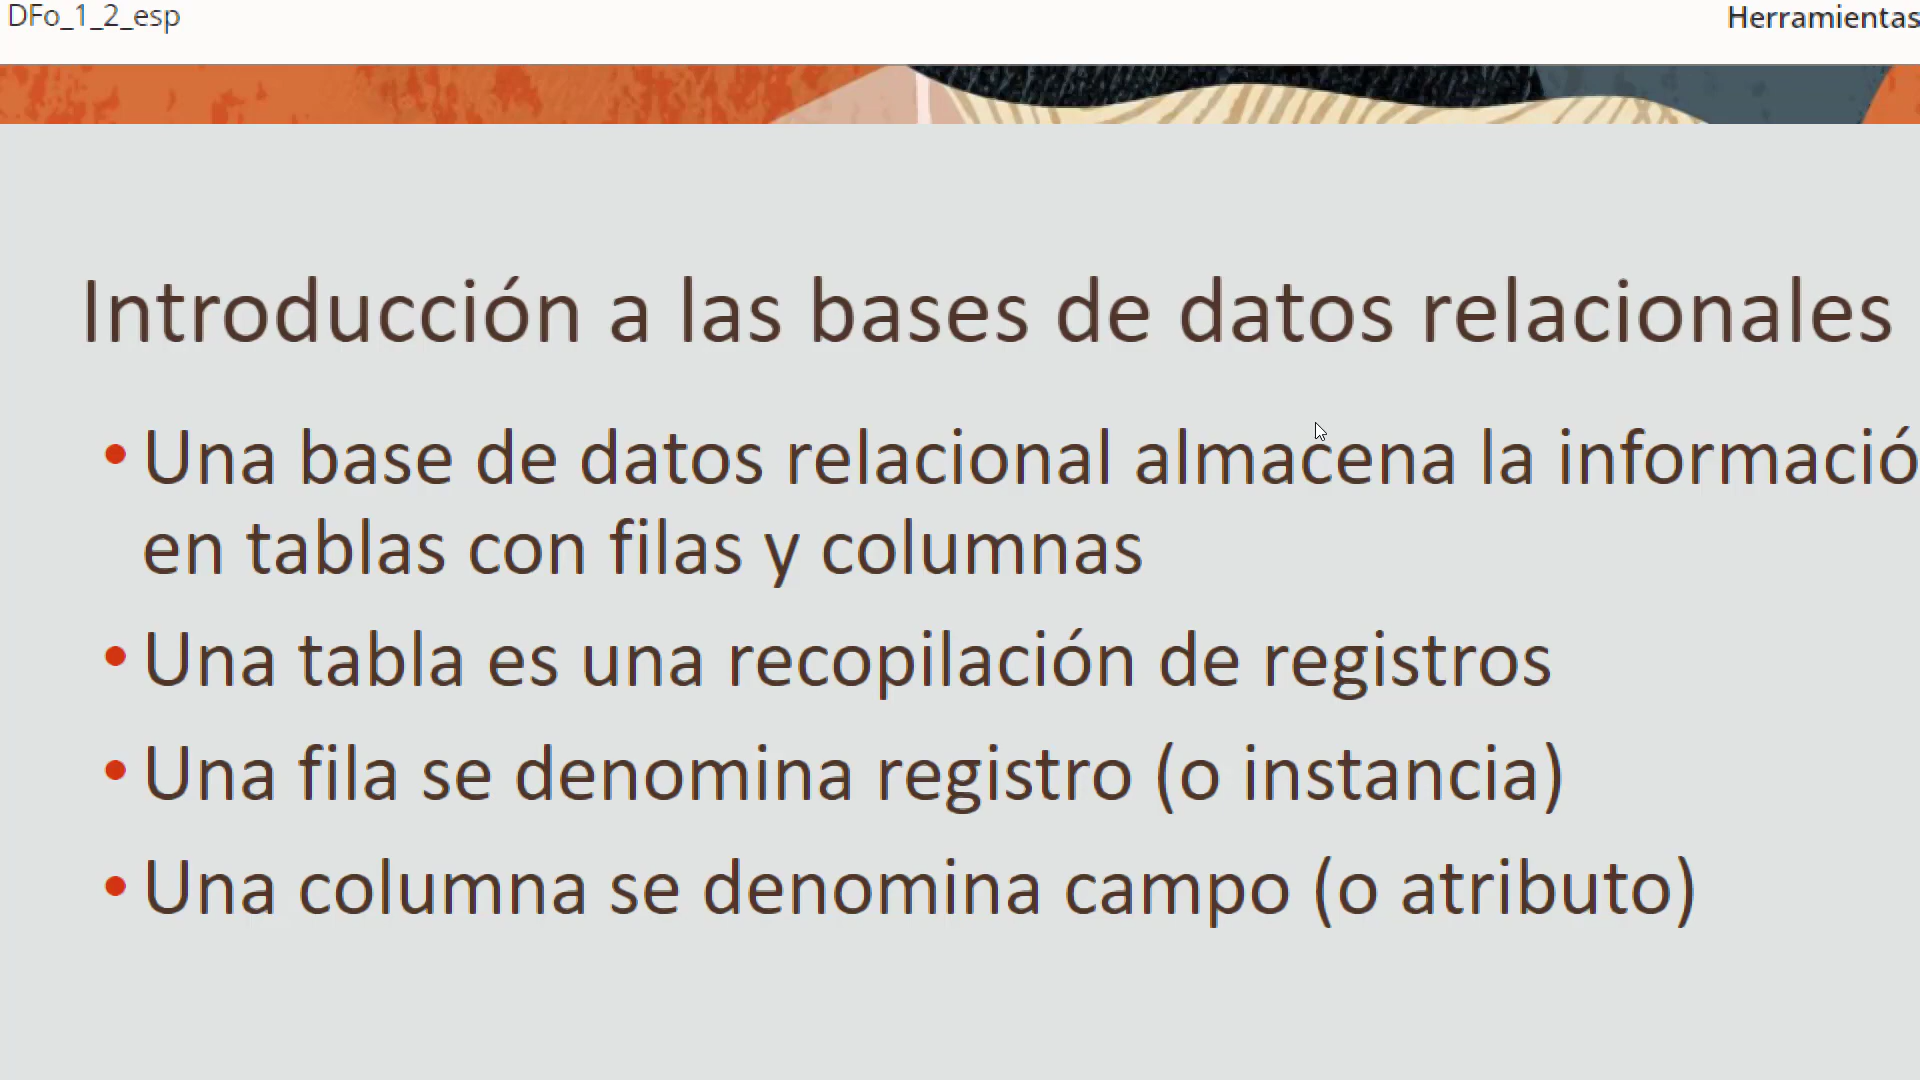 DFo_1_2_esp
Herramientas
Introducción a las bases de datos relacionales
• Una base de datos relacional almacena la informació
en tablas con filas y columnas
• Una tabla es una recopilación de registros
• Una fila se denomina registro (o instancia)
• Una columna se denomina campo (o atributo)